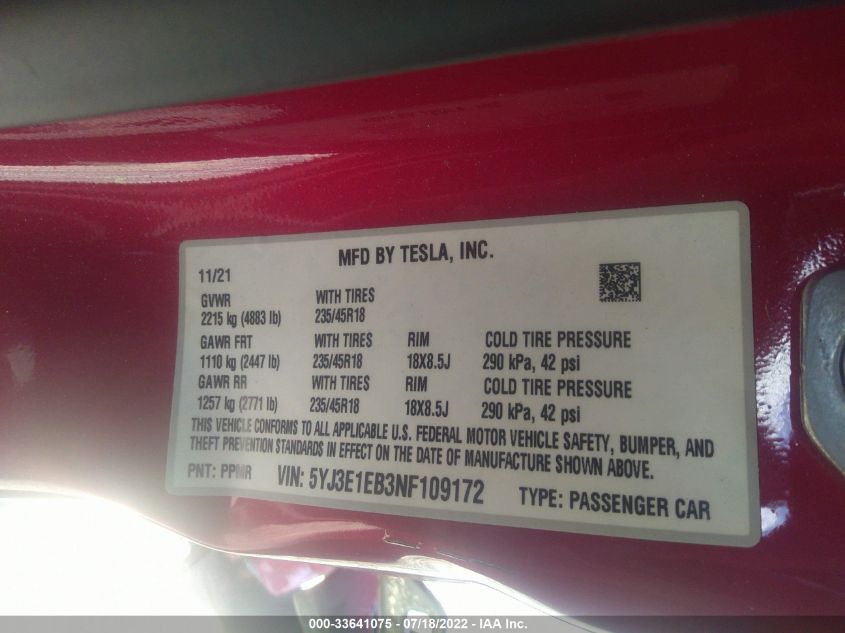 MFD BY TESLA, INC.
11/21
GVWR WITH TIRES
2215 kg (4883 lb) 235/45R18
GAWR FRT WITH TIRES RIM COLD TIRE PRESSURE
1110 kg (2447 lb) 235/45R18 18X8.5J 290 kPa, 42 psi
GAWR RR WITH TIRES RIM COLD TIRE PRESSURE
1257 kg (2771 lb) 235/45R18 18X8.5J 290 kPa, 42 psi
THIS VEHICLE CONFORMS TO ALL APPLICABLE U.S. FEDERAL MOTOR VEHICLE SAFETY, BUMPER, AND
THEFT PREVENTION STANDARDS IN EFFECT ON THE DATE OF MANUFACTURE SHOWN ABOVE.
PNT: PPMR VIN: 5YJ3E1EB3NF109172 TYPE: PASSENGER CAR
000-33641075 - 07/18/2022 - IAA Inc.